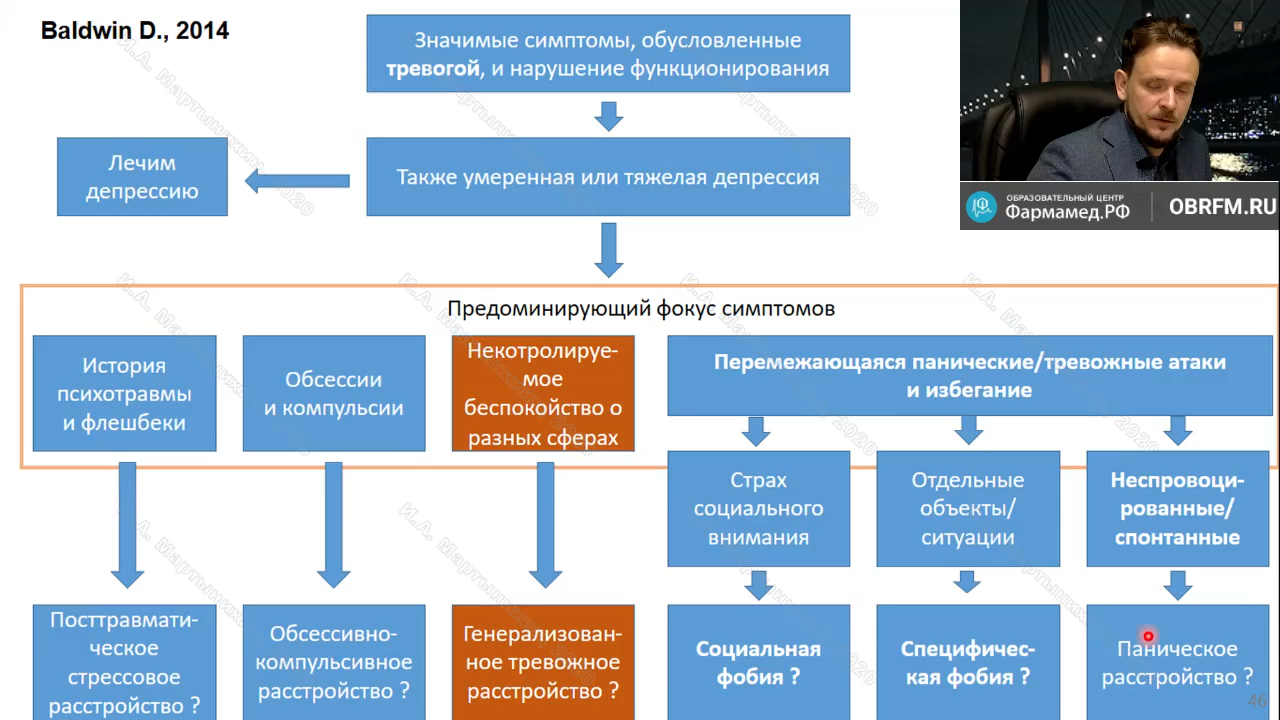 Baldwin D., 2014
Значимые симптомы, обусловленные
тревогой, и нарушение функционирования
Лечим
депрессию
Также умеренная или тяжелая депрессия
ОБРАЗОВАТЕЛЬНЫЙ ЦЕНТР
Фармамед.РФ
OBRFM.RU
Предоминирующий фокус симптомов
История
психотравмы
и флешбеки
Обсессии
и компульсии
Некотролируе-
мое
беспокойство о
разных сферах
Перемежающаяся панические/тревожные атаки
и избегание
Страх
социального
внимания
Отдельные
объекты/
ситуации
Неспровоци-
рованные/
спонтанные
Посттравмати-
ческое
стрессовое
расстройство ?
Обсессивно-
компульсивное
расстройство ?
Генерализован-
ное тревожное
расстройство ?
Социальная
фобия ?
Специфичес-
кая фобия ?
Паническое
расстройство ?
46
И.А. Мартынихин, 2020